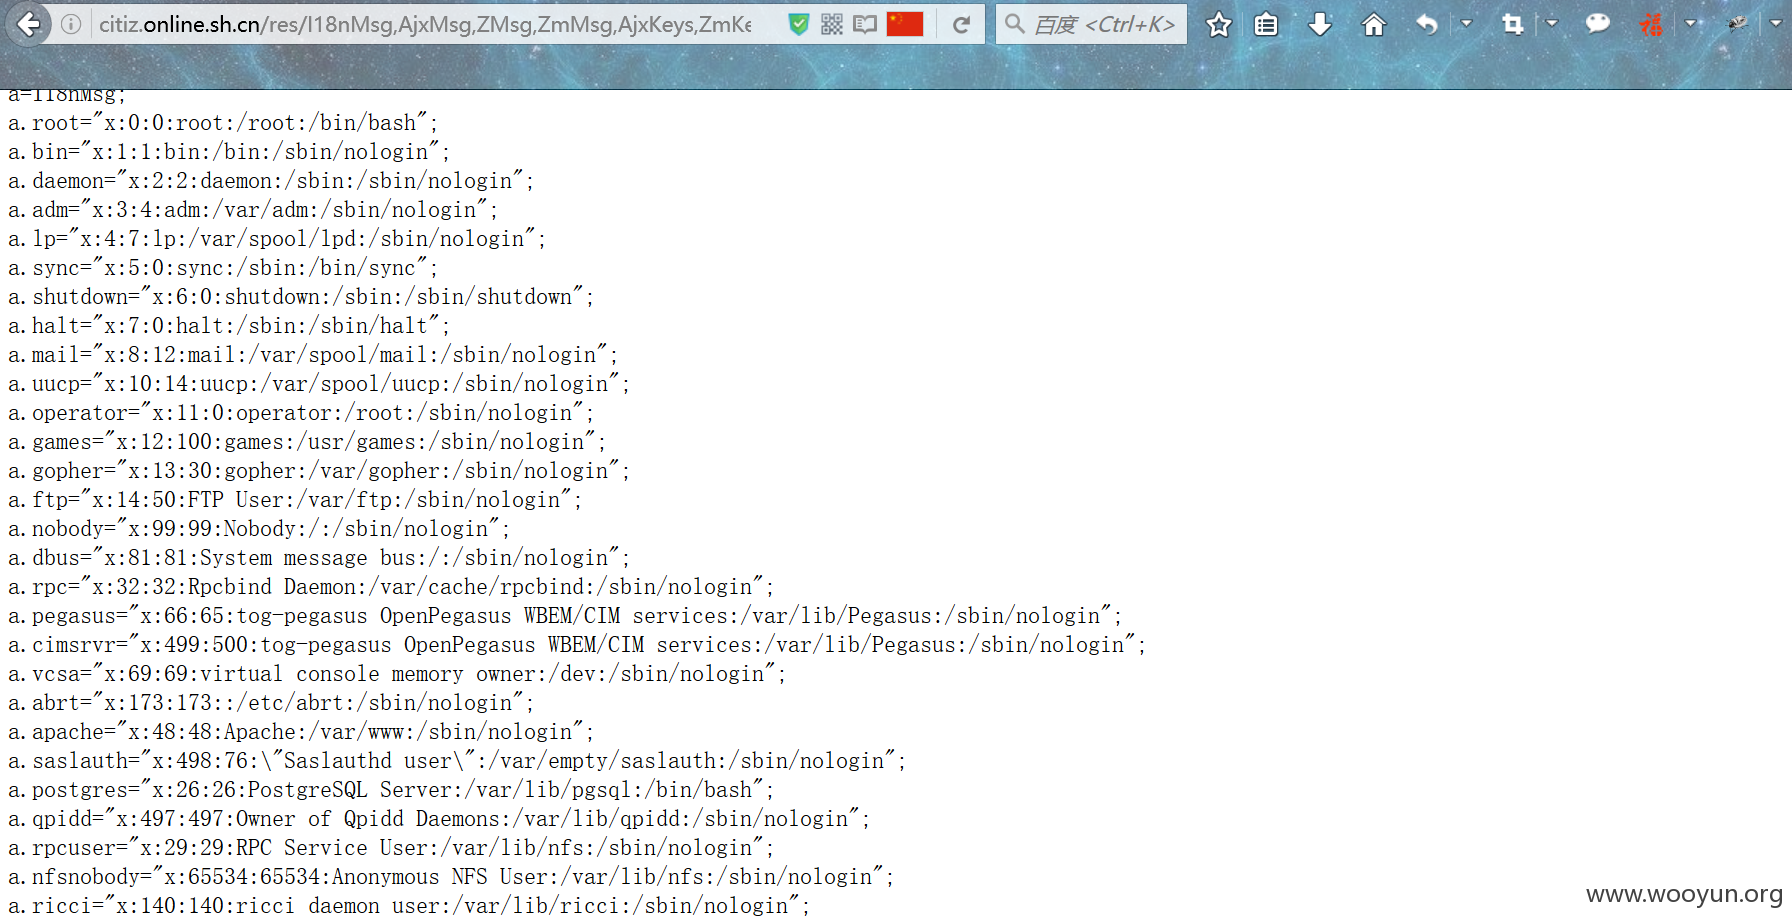 citiz.online.sh.cn/res/I18nMsg,AjxMsg,ZMsg,ZmMsg,AjxKeys,ZmKe
百度 <Ctrl+K>
a=I18nMsg;
a.root="x:0:0:root:/root:/bin/bash";
a.bin="x:1:1:bin:/bin:/sbin/nologin";
a.daemon="x:2:2:daemon:/sbin:/sbin/nologin";
a.adm="x:3:4:adm:/var/adm:/sbin/nologin";
a.lp="x:4:7:lp:/var/spool/lpd:/sbin/nologin";
a.sync="x:5:0:sync:/sbin:/bin/sync";
a.shutdown="x:6:0:shutdown:/sbin:/sbin/shutdown";
a.halt="x:7:0:halt:/sbin:/sbin/halt";
a.mail="x:8:12:mail:/var/spool/mail:/sbin/nologin";
a.uucp="x:10:14:uucp:/var/spool/uucp:/sbin/nologin";
a.operator="x:11:0:operator:/root:/sbin/nologin";
a.games="x:12:100:games:/usr/games:/sbin/nologin";
a.gopher="x:13:30:gopher:/var/gopher:/sbin/nologin";
a.ftp="x:14:50:FTP User:/var/ftp:/sbin/nologin";
a.nobody="x:99:99:Nobody:/:/sbin/nologin";
a.dbus="x:81:81:System message bus:/:/sbin/nologin";
a.rpc="x:32:32:Rpcbind Daemon:/var/cache/rpcbind:/sbin/nologin";
a.pegasus="x:66:65:tog-pegasus OpenPegasus WBEM/CIM services:/var/lib/Pegasus:/sbin/nologin";
a.cimsrvr="x:499:500:tog-pegasus OpenPegasus WBEM/CIM services:/var/lib/Pegasus:/sbin/nologin";
a.vcsa="x:69:69:virtual console memory owner:/dev:/sbin/nologin";
a.abrt="x:173:173::/etc/abrt:/sbin/nologin";
a.apache="x:48:48:Apache:/var/www:/sbin/nologin";
a.saslauth="x:498:76:\"Saslauthd user\":/var/empty/saslauth:/sbin/nologin";
a.postgres="x:26:26:PostgreSQL Server:/var/lib/pgsql:/bin/bash";
a.qpidd="x:497:497:Owner of Qpidd Daemons:/var/lib/qpidd:/sbin/nologin";
a.rpcuser="x:29:29:RPC Service User:/var/lib/nfs:/sbin/nologin";
a.nfsnobody="x:65534:65534:Anonymous NFS User:/var/lib/nfs:/sbin/nologin";
a.ricci="x:140:140:ricci daemon user:/var/lib/ricci:/sbin/nologin";
www.wooyun.org